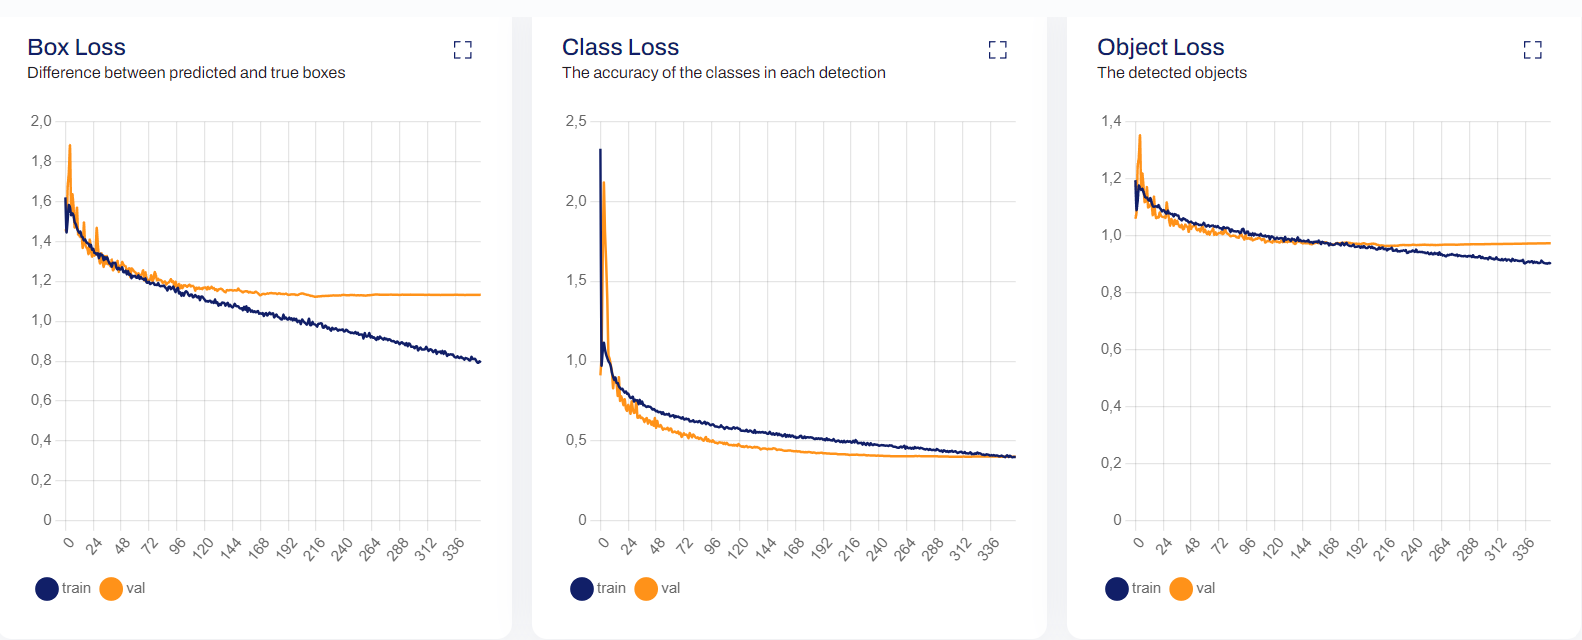 Box Loss
Difference between predicted and true boxes
2,0
1,8
1,6
1,4
1,2
1,0
0,8
0,6
0,4
0,2
0
0 24 48 72 96 120 144 168 192 216 240 264 288 312 336
train val
Class Loss
The accuracy of the classes in each detection
2,5
2,0
1,5
1,0
0,5
0
0 24 48 72 96 120 144 168 192 216 240 264 288 312 336
train val
Object Loss
The detected objects
1,4
1,2
1,0
0,8
0,6
0,4
0,2
0
0 24 48 72 96 120 144 168 192 216 240 264 288 312 336
train val